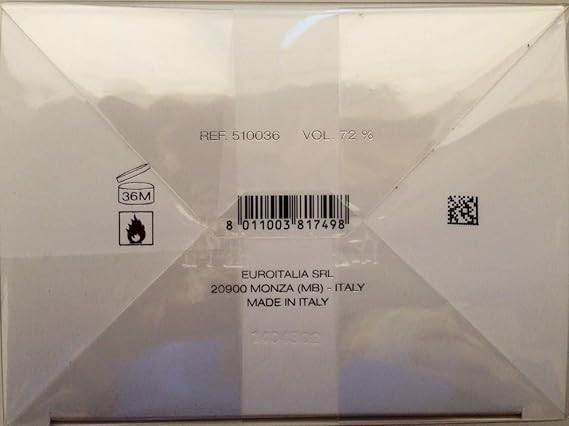 REF. 510036 VOL. 72 %
36M
8 011003 817498
EUROITALIA SRL
20900 MONZA (MB) - ITALY
MADE IN ITALY